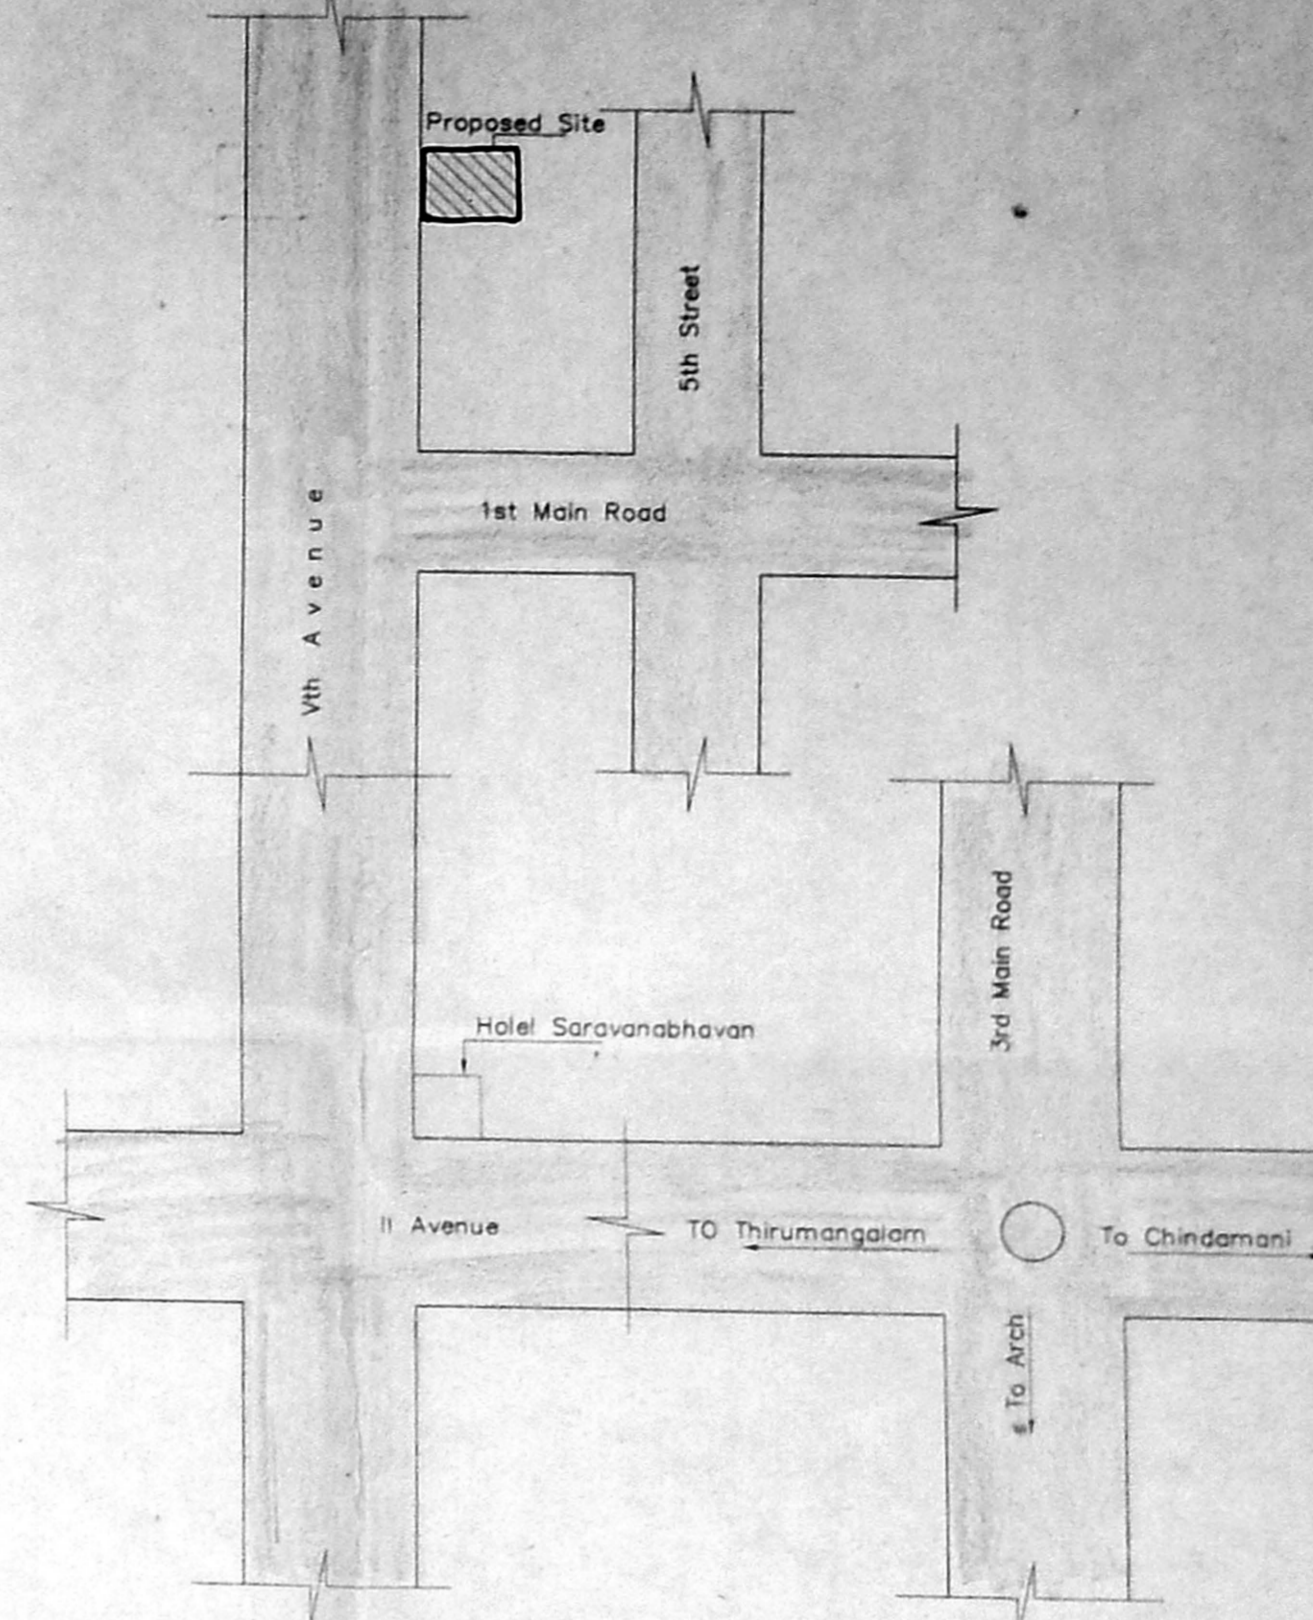 Proposed Site
5th Street
1st Main Road
Vth Avenue
3rd Main Road
Hotel Saravanabhavan
II Avenue
TO Thirumangalam
To Chindamani
To Arch